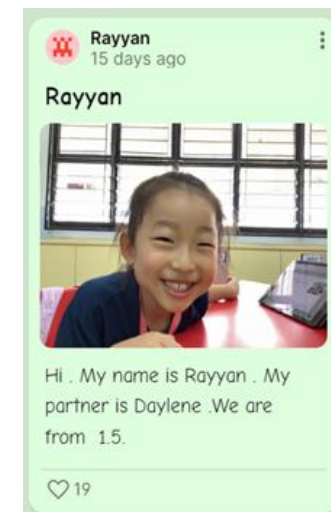 Rayyan
15 days ago
Rayyan
Hi . My name is Rayyan . My
partner is Daylene .We are
from 1.5.
19